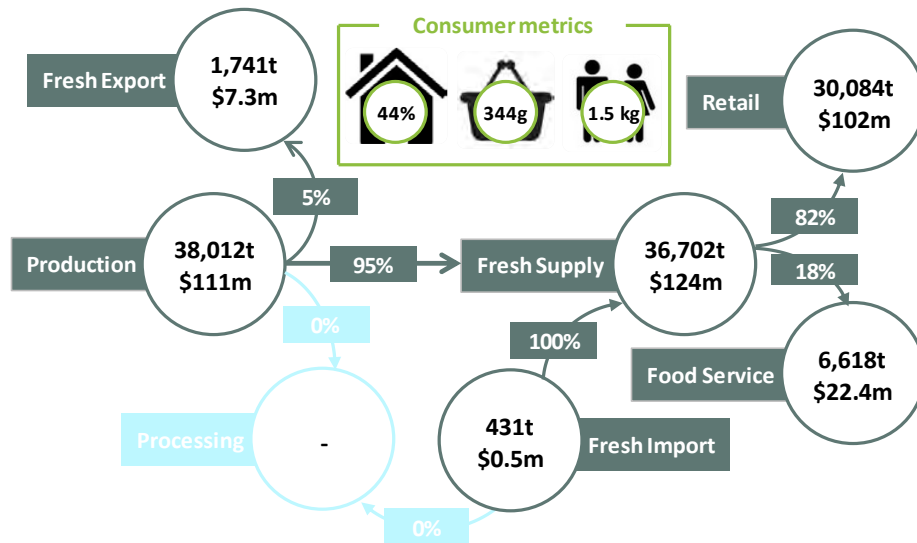 Consumer metrics
Fresh Export
1,741t
$7.3m
44%
344g
1.5 kg
Retail
30,084t
$102m
5%
82%
Production
38,012t
$111m
95%
Fresh Supply
36,702t
$124m
18%
0%
100%
Food Service
6,618t
$22.4m
Processing
-
431t
$0.5m
Fresh Import
0%